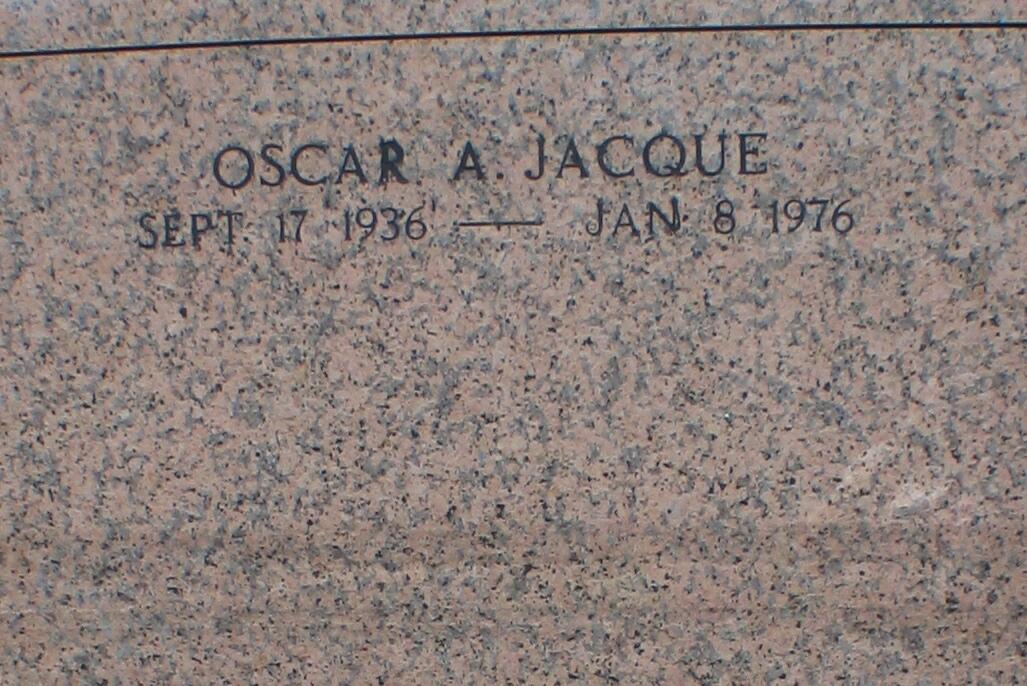 OSCAR A. JACQUE
SEPT. 17 1936 — JAN. 8 1976